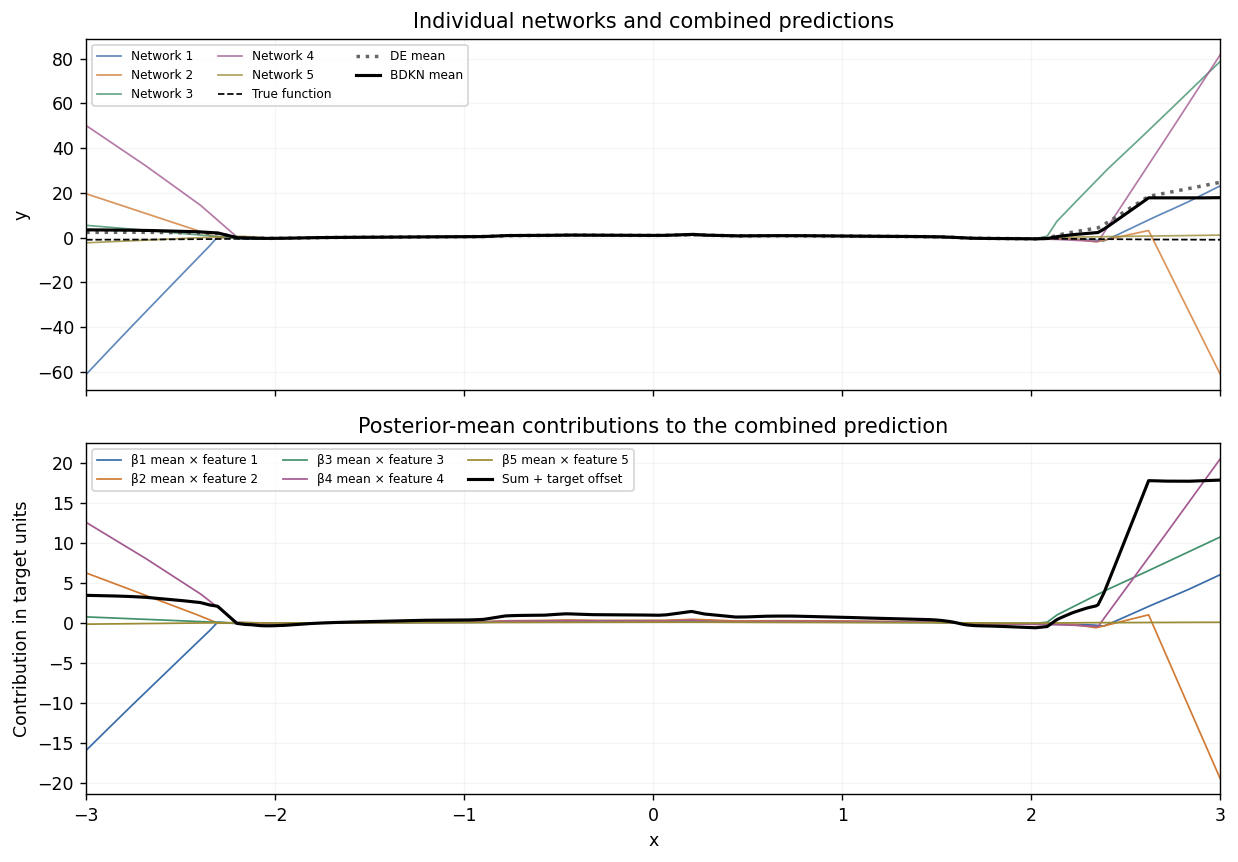 Individual networks and combined predictions
80
60
40
20
0
−20
−40
−60
y
Network 1
Network 2
Network 3
Network 4
Network 5
True function
DE mean
BDKN mean
Posterior-mean contributions to the combined prediction
20
15
10
5
0
−5
−10
−15
−20
Contribution in target units
β1 mean × feature 1
β2 mean × feature 2
β3 mean × feature 3
β4 mean × feature 4
β5 mean × feature 5
Sum + target offset
−3
−2
−1
0
1
2
3
x